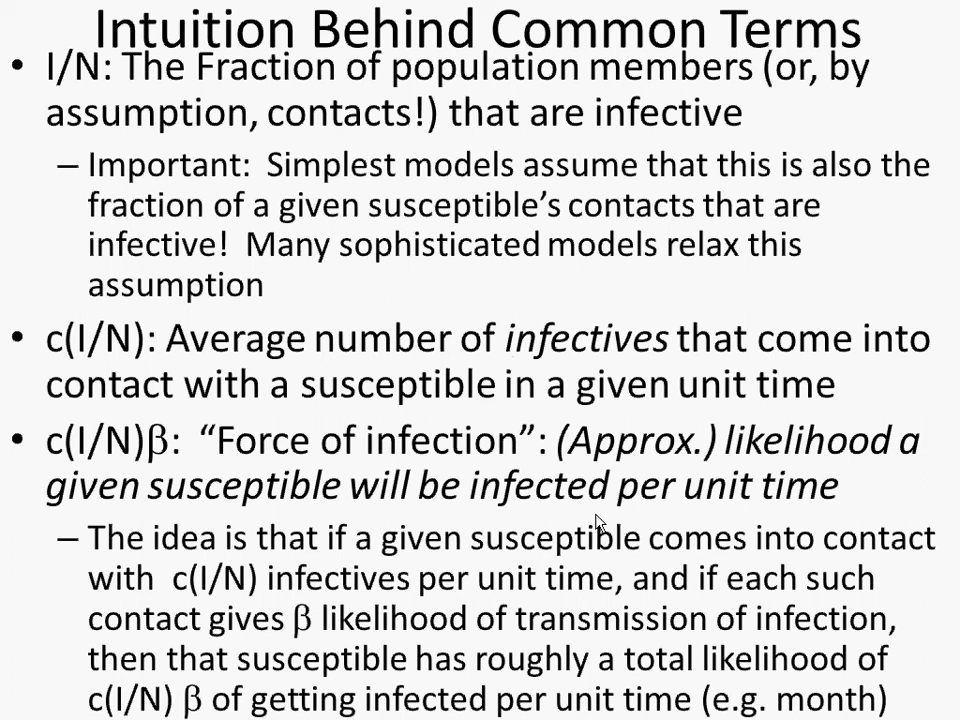 Intuition Behind Common Terms
• I/N: The Fraction of population members (or, by
assumption, contacts!) that are infective
– Important: Simplest models assume that this is also the
fraction of a given susceptible's contacts that are
infective! Many sophisticated models relax this
assumption
• c(I/N): Average number of infectives that come into
contact with a susceptible in a given unit time
• c(I/N)β: “Force of infection”: (Approx.) likelihood a
given susceptible will be infected per unit time
– The idea is that if a given susceptible comes into contact
with c(I/N) infectives per unit time, and if each such
contact gives β likelihood of transmission of infection,
then that susceptible has roughly a total likelihood of
c(I/N) β of getting infected per unit time (e.g. month)